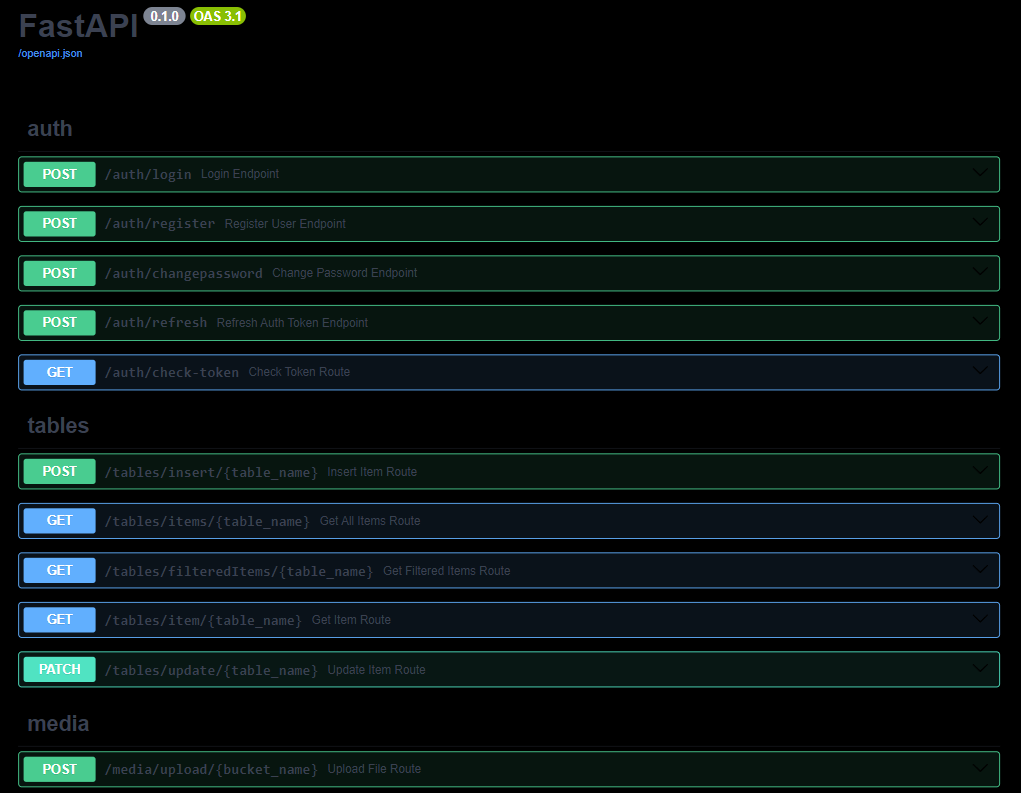 FastAPI 0.1.0 OAS 3.1
/openapi.json
auth
POST /auth/login Login Endpoint
POST /auth/register Register User Endpoint
POST /auth/changepassword Change Password Endpoint
POST /auth/refresh Refresh Auth Token Endpoint
GET /auth/check-token Check Token Route
tables
POST /tables/insert/{table_name} Insert Item Route
GET /tables/items/{table_name} Get All Items Route
GET /tables/filteredItems/{table_name} Get Filtered Items Route
GET /tables/item/{table_name} Get Item Route
PATCH /tables/update/{table_name} Update Item Route
media
POST /media/upload/{bucket_name} Upload File Route